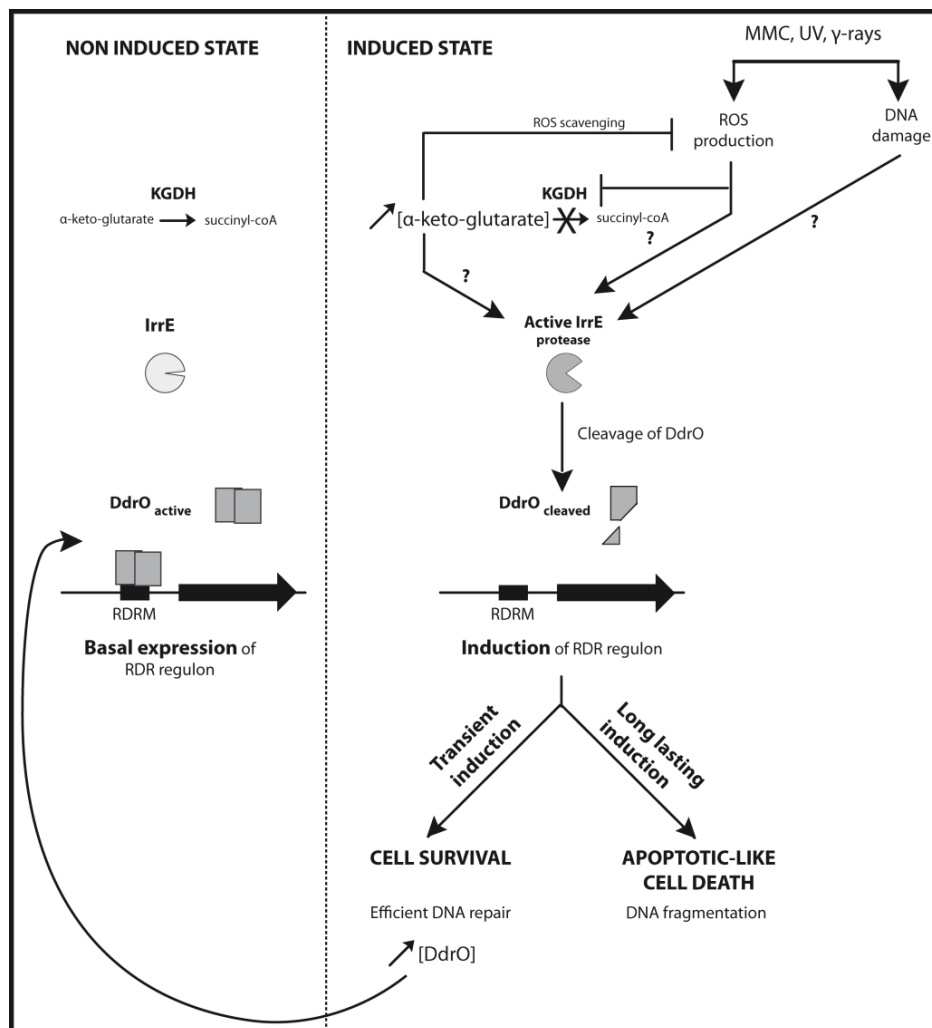 NON INDUCED STATE
KGDH
α-keto-glutarate
succinyl-coA
IrrE
DdrO active
RDRM
Basal expression of
RDR regulon
INDUCED STATE
MMC, UV, γ-rays
ROS scavenging
ROS
production
DNA
damage
KGDH
[α-keto-glutarate]
succinyl-coA
?
?
?
Active IrrE
protease
Cleavage of DdrO
DdrO cleaved
RDRM
Induction of RDR regulon
Transient
induction
Long lasting
induction
CELL SURVIVAL
Efficient DNA repair
[DdrO]
APOPTOTIC-LIKE
CELL DEATH
DNA fragmentation